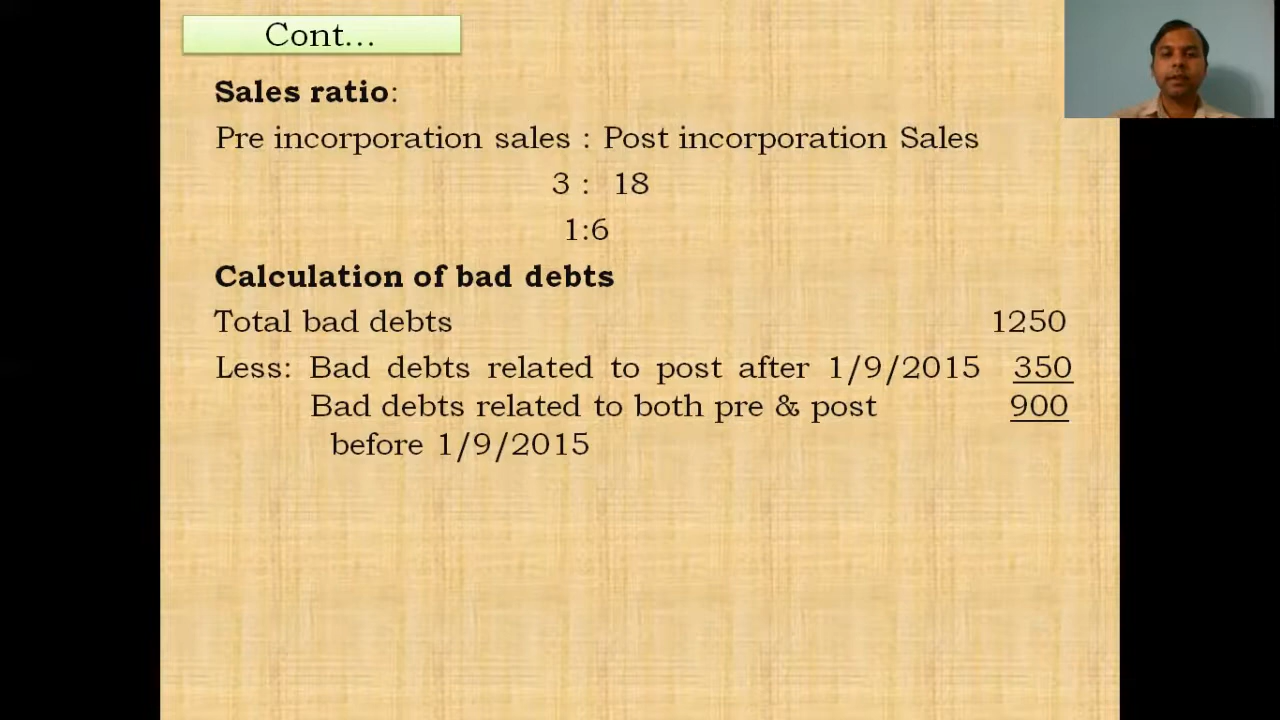 Cont...
Sales ratio:
Pre incorporation sales : Post incorporation Sales
3 : 18
1:6
Calculation of bad debts
Total bad debts 1250
Less: Bad debts related to post after 1/9/2015 350
Bad debts related to both pre & post 900
before 1/9/2015